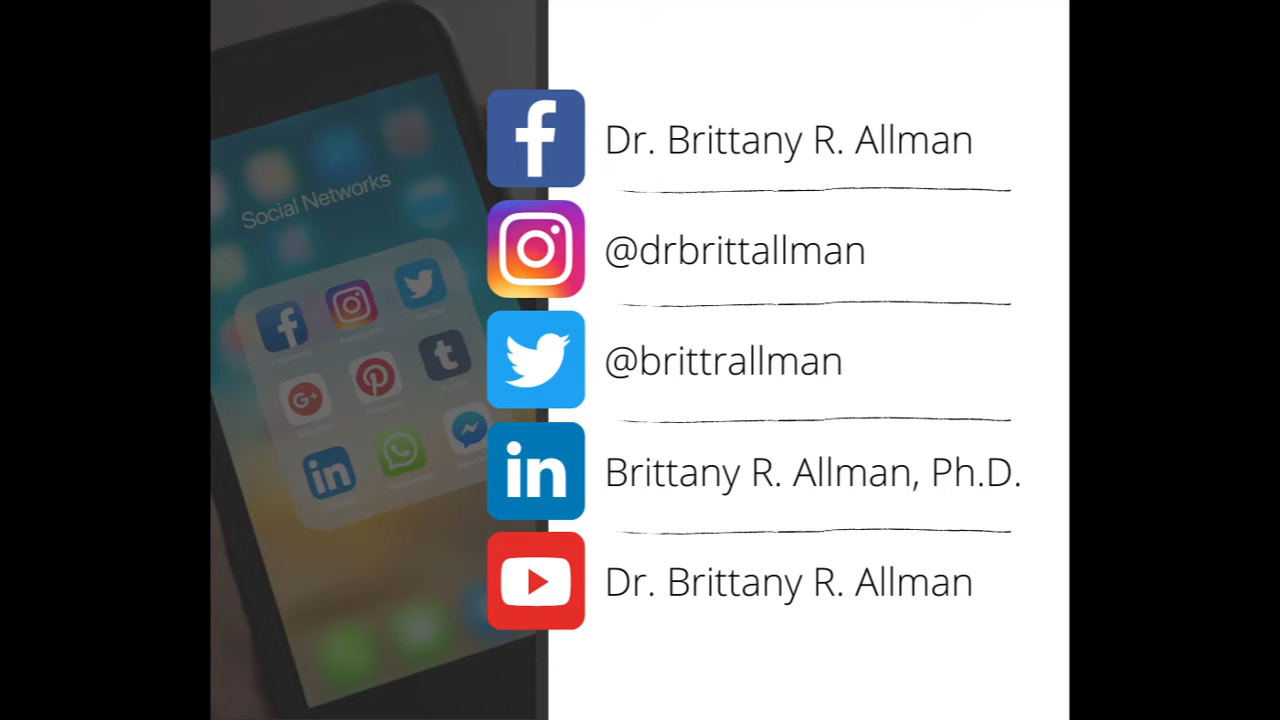 Social Networks
Dr. Brittany R. Allman
@drbrittallman
@brittrallman
Brittany R. Allman, Ph.D.
Dr. Brittany R. Allman